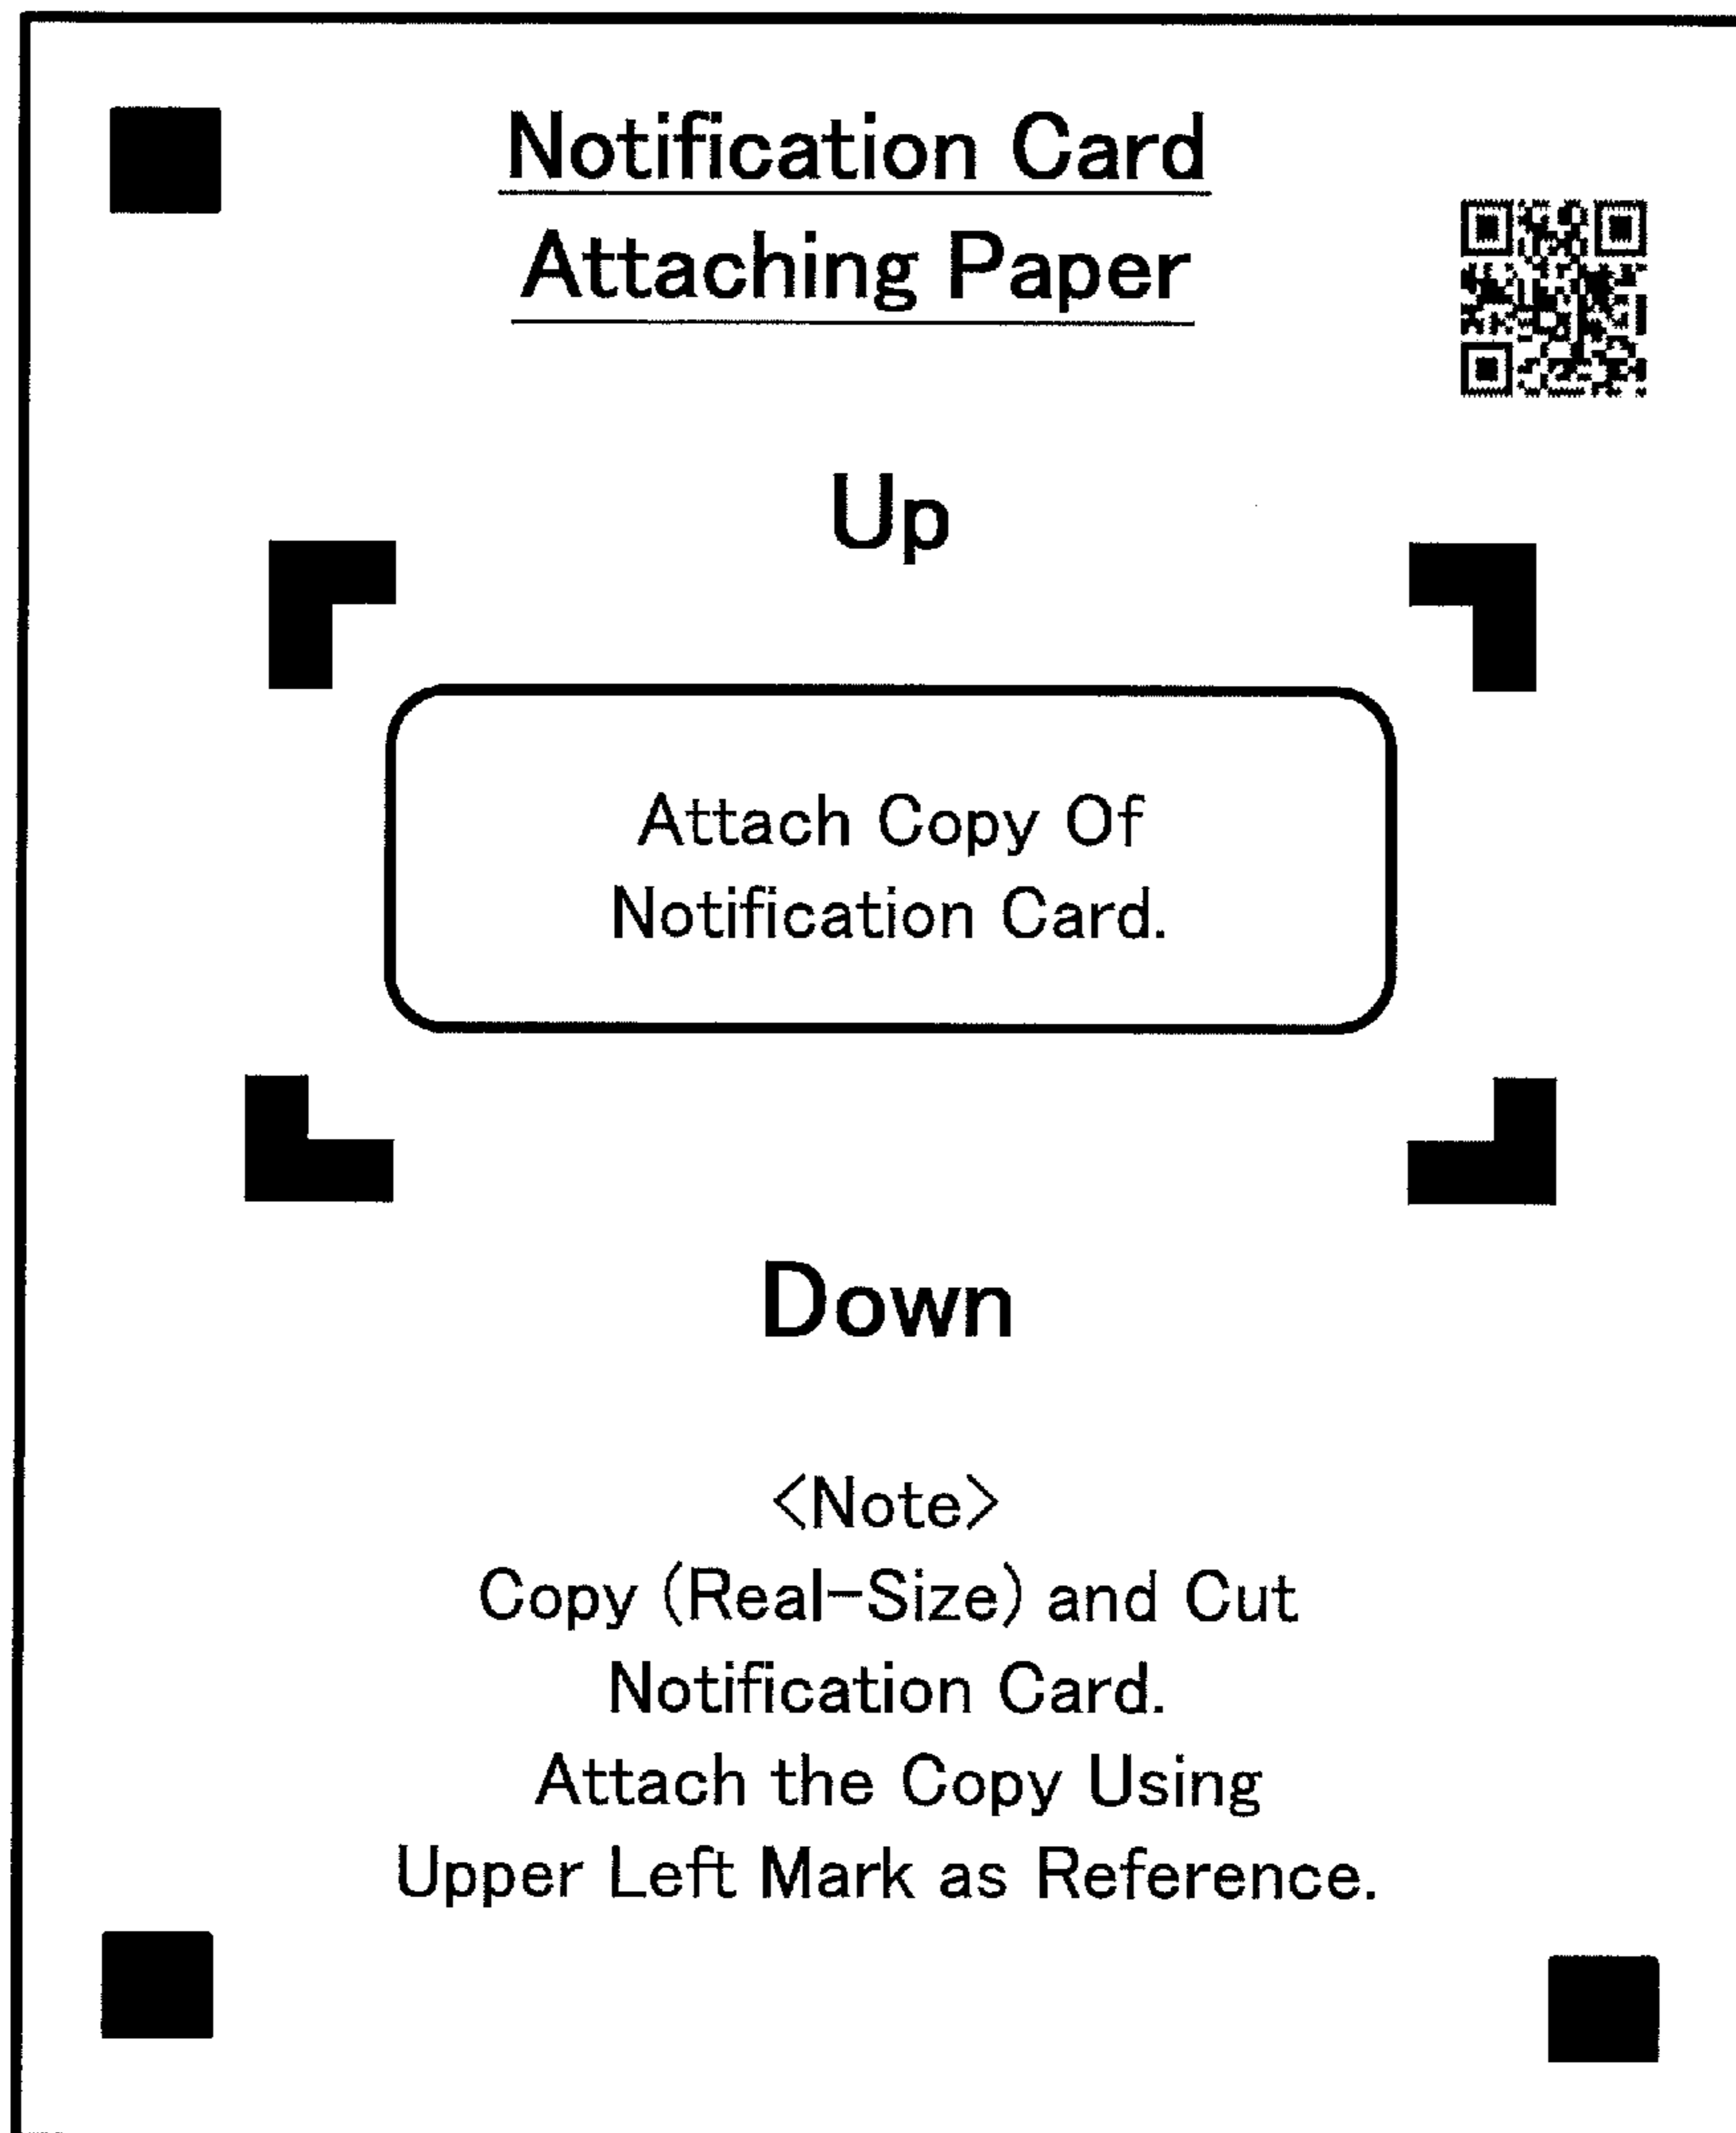 Notification Card
Attaching Paper
Up
Attach Copy Of
Notification Card.
Down
<Note>
Copy (Real-Size) and Cut
Notification Card.
Attach the Copy Using
Upper Left Mark as Reference.